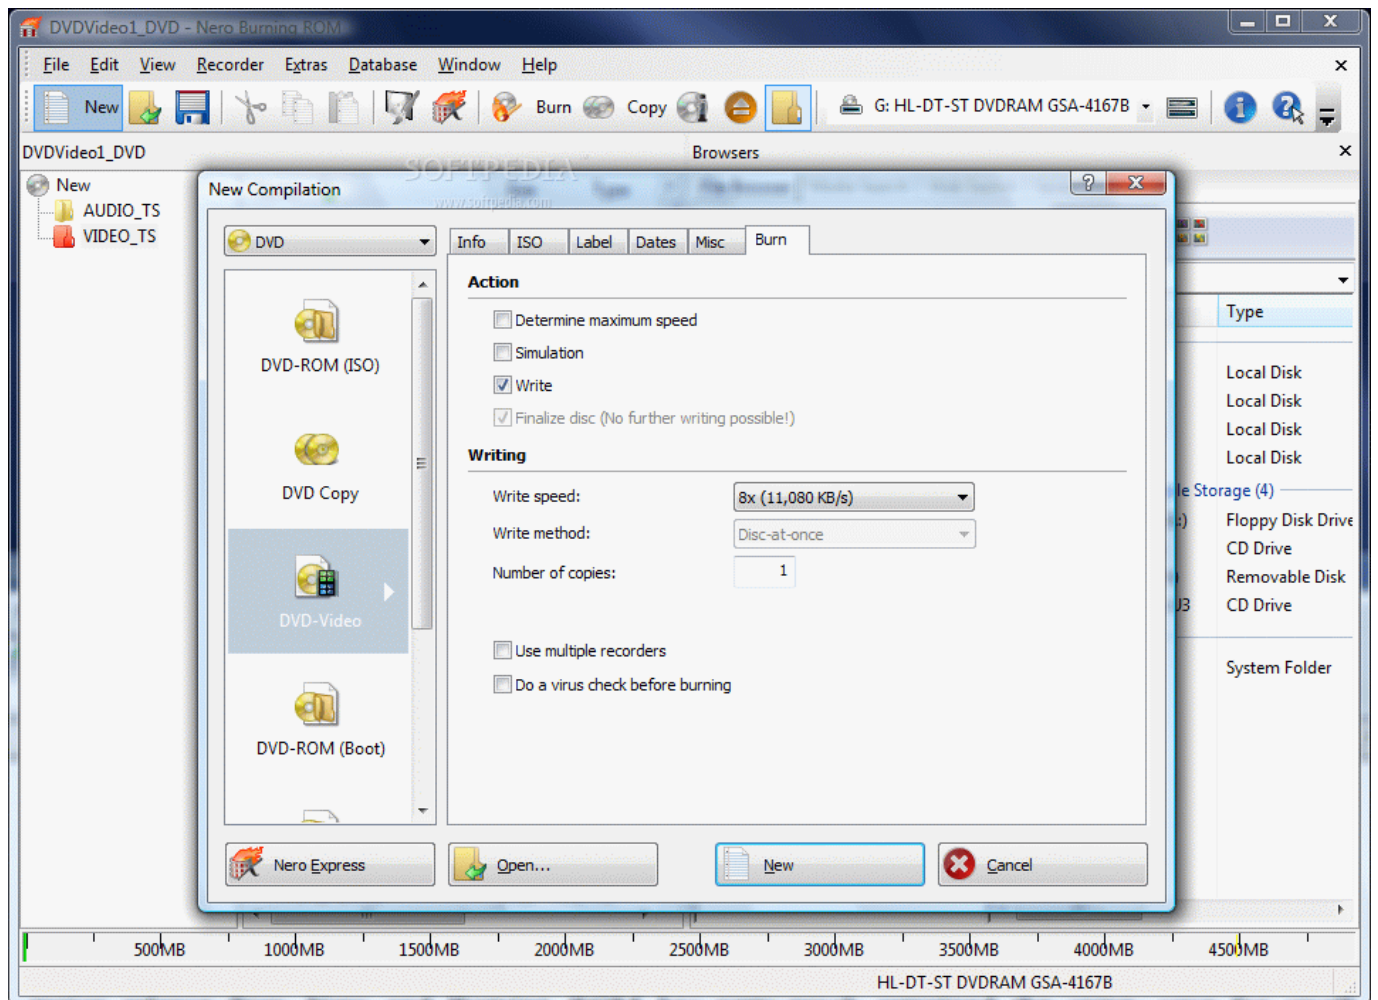 DVDVideo1_DVD - Nero Burning ROM
File Edit View Recorder Extras Database Window Help
New Burn Copy G: HL-DT-ST DVDRAM GSA-4167B
DVDVideo1_DVD
Browsers
SOFTPEDIA
www.softpedia.com
New
AUDIO_TS
VIDEO_TS
New Compilation
DVD
DVD-ROM (ISO)
DVD Copy
DVD-Video
DVD-ROM (Boot)
Info ISO Label Dates Misc Burn
Action
Determine maximum speed
Simulation
Write
Finalize disc (No further writing possible!)
Writing
Write speed: 8x (11,080 KB/s)
Write method: Disc-at-once
Number of copies: 1
Use multiple recorders
Do a virus check before burning
Nero Express Open... New Cancel
Type
Local Disk
Local Disk
Local Disk
Local Disk
le Storage (4)
:) Floppy Disk Drive
CD Drive
) Removable Disk
J3 CD Drive
System Folder
500MB 1000MB 1500MB 2000MB 2500MB 3000MB 3500MB 4000MB 4500MB
HL-DT-ST DVDRAM GSA-4167B